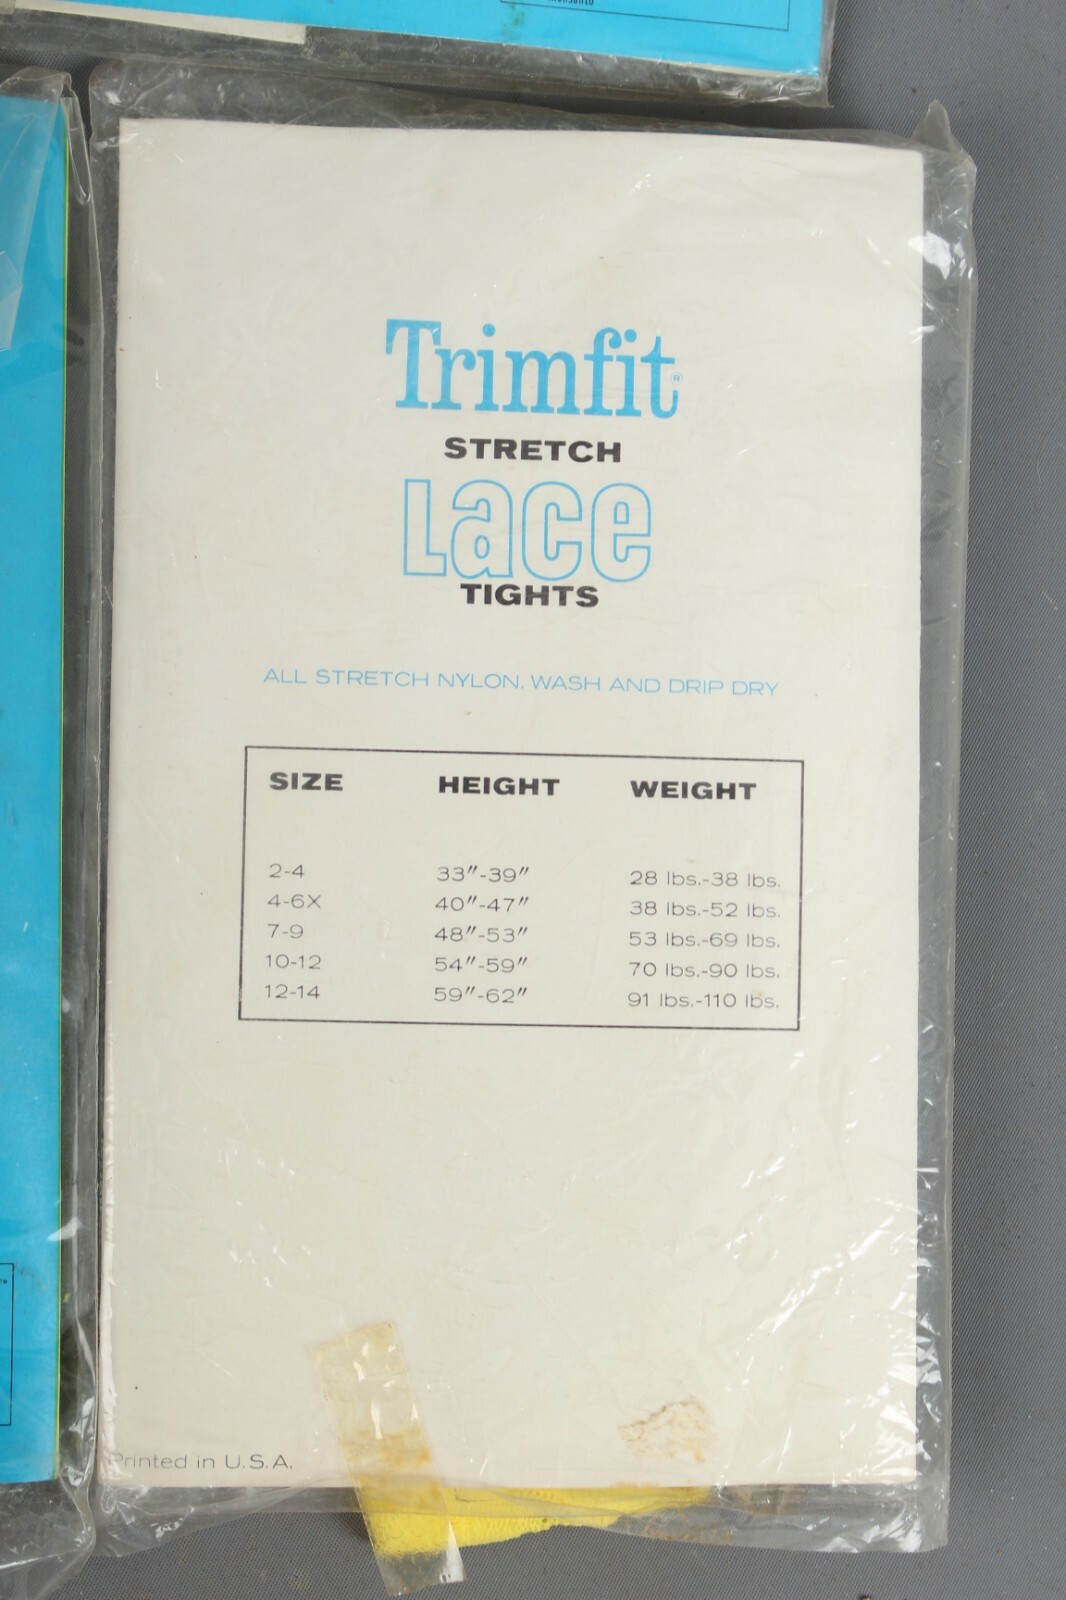 Trimfit®
STRETCH
Lace
TIGHTS
ALL STRETCH NYLON. WASH AND DRIP DRY
SIZE HEIGHT WEIGHT
2-4 33"-39" 28 lbs.-38 lbs.
4-6X 40"-47" 38 lbs.-52 lbs.
7-9 48"-53" 53 lbs.-69 lbs.
10-12 54"-59" 70 lbs.-90 lbs.
12-14 59"-62" 91 lbs.-110 lbs.
Printed in U.S.A.